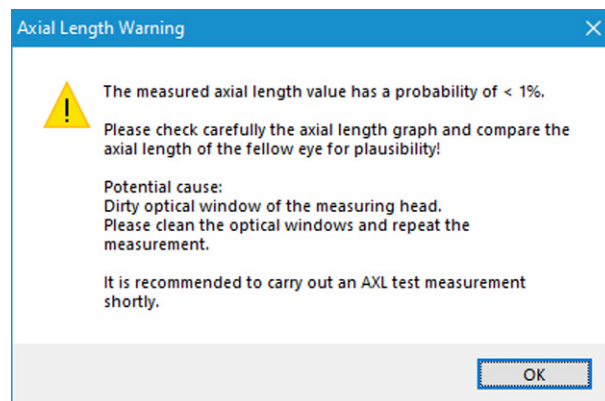 Axial Length Warning
The measured axial length value has a probability of < 1%.
Please check carefully the axial length graph and compare the
axial length of the fellow eye for plausibility!
Potential cause:
Dirty optical window of the measuring head.
Please clean the optical windows and repeat the
measurement.
It is recommended to carry out an AXL test measurement
shortly.
OK